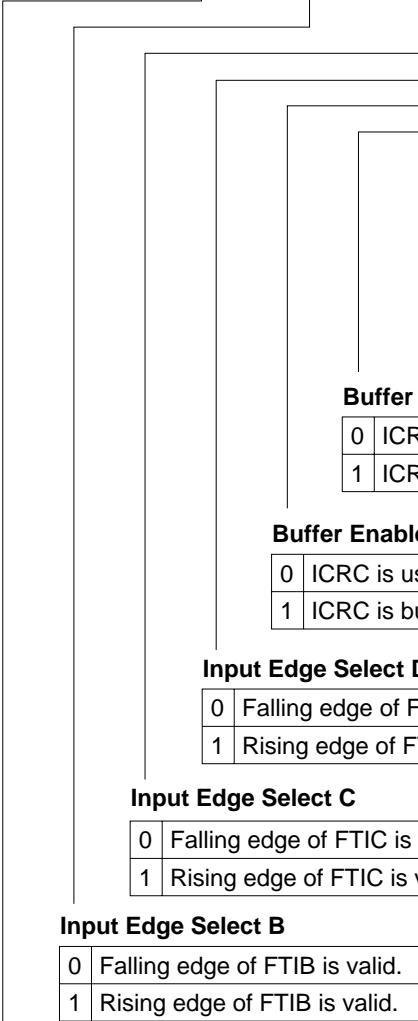 Buffer
0 ICR
1 ICR
Buffer Enable
0 ICRC is
1 ICRC is
Input Edge Select
0 Falling edge of
1 Rising edge of
Input Edge Select C
0 Falling edge of FTIC is
1 Rising edge of FTIC is
Input Edge Select B
0 Falling edge of FTIB is valid.
1 Rising edge of FTIB is valid.